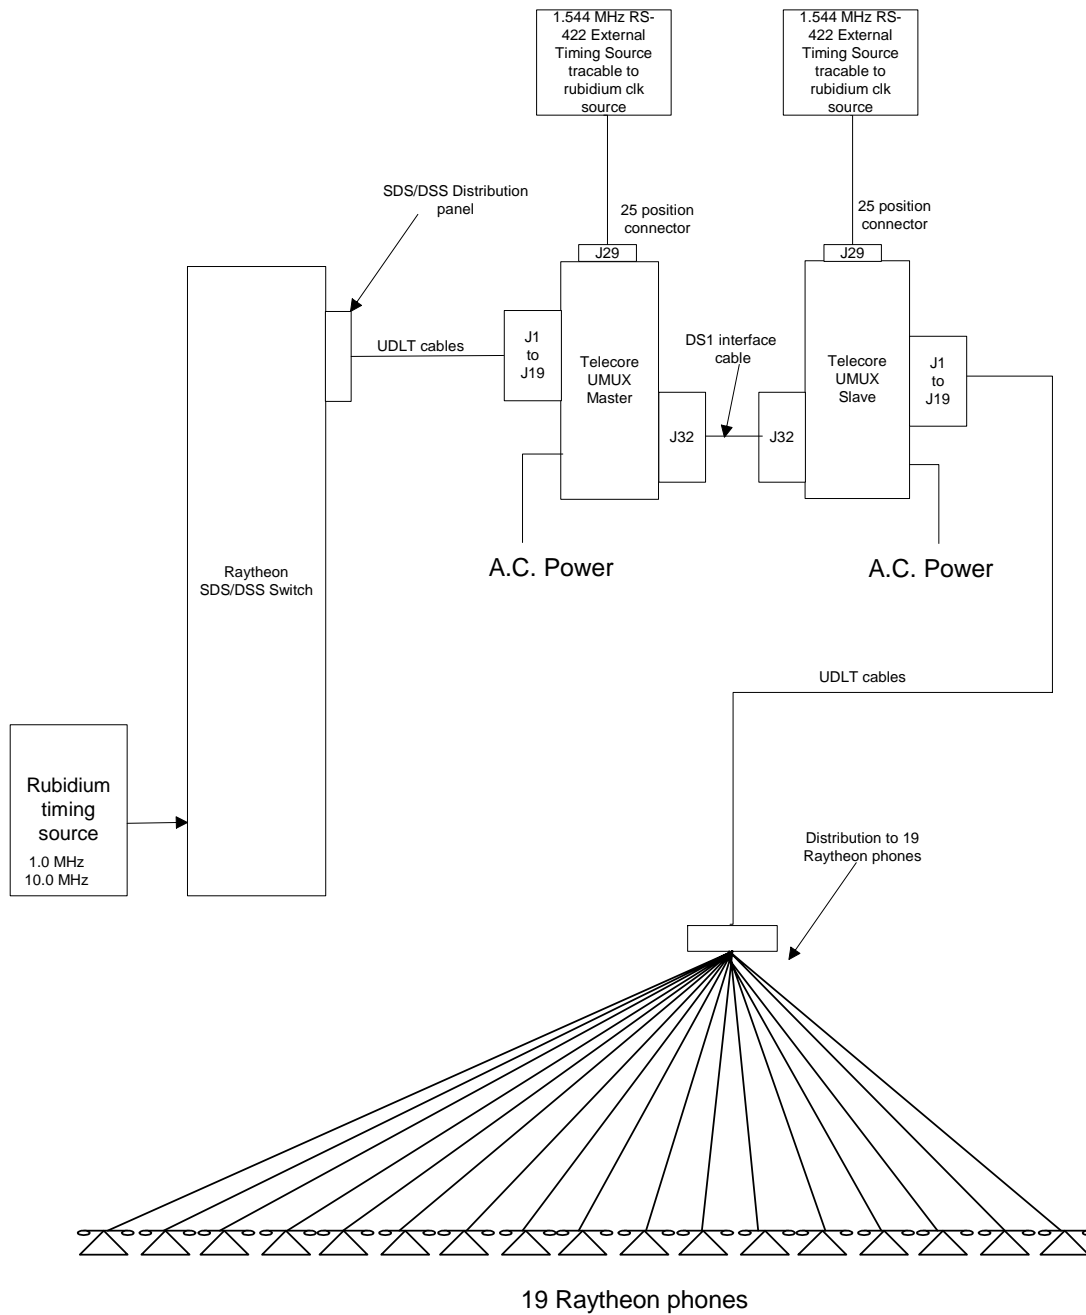 1.544 MHz RS-
422 External
Timing Source
tracable to
rubidium clk
source
1.544 MHz RS-
422 External
Timing Source
tracable to
rubidium clk
source
SDS/DSS Distribution
panel
25 position
connector
25 position
connector
J29
J29
UDLT cables
J1
to
J19
Telecore
UMUX
Master
DS1 interface
cable
Telecore
UMUX
Slave
J1
to
J19
J32
J32
A.C. Power
A.C. Power
Raytheon
SDS/DSS Switch
UDLT cables
Rubidium
timing
source
1.0 MHz
10.0 MHz
Distribution to 19
Raytheon phones
19 Raytheon phones